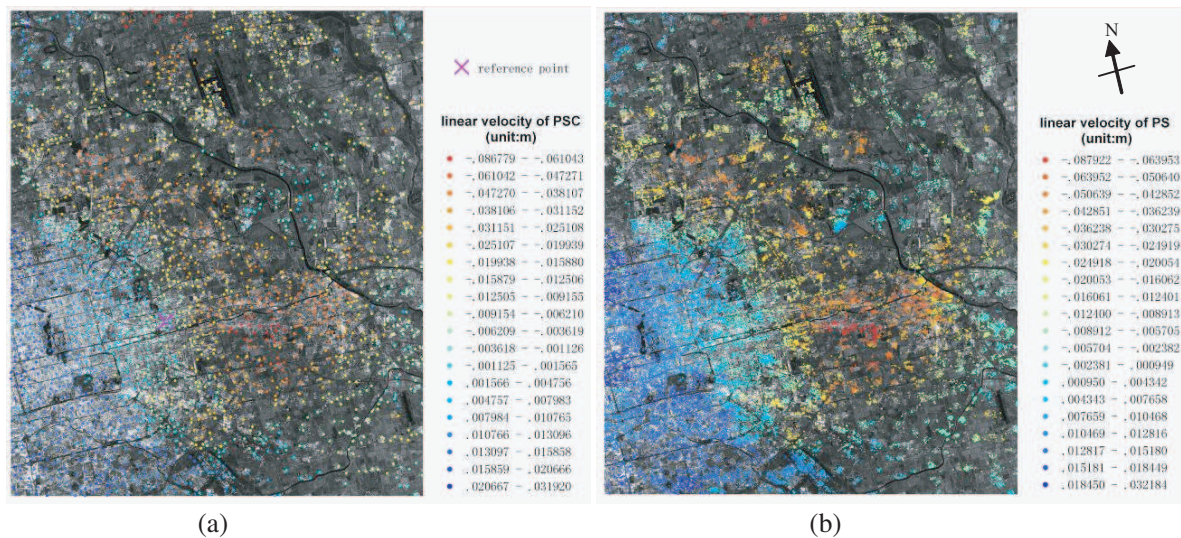 reference point
linear velocity of PSC
(unit:m)
-.086779 - -.061043
-.061042 - -.047271
-.047270 - -.038107
-.038106 - -.031152
-.031151 - -.025108
-.025107 - -.019939
-.019938 - -.015880
-.015879 - -.012506
-.012505 - -.009155
-.009154 - -.006210
-.006209 - -.003619
-.003618 - -.001126
-.001125 - .001565
.001566 - .004756
.004757 - .007983
.007984 - .010765
.010766 - .013096
.013097 - .015858
.015859 - .020666
.020667 - .031920
(a)
N
linear velocity of PS
(unit:m)
-.087922 - -.063953
-.063952 - -.050640
-.050639 - -.042852
-.042851 - -.036239
-.036238 - -.030275
-.030274 - -.024919
-.024918 - -.020054
-.020053 - -.016062
-.016061 - -.012401
-.012400 - -.008913
-.008912 - -.005705
-.005704 - -.002382
-.002381 - .000949
.000950 - .004342
.004343 - .007658
.007659 - .010468
.010469 - .012816
.012817 - .015180
.015181 - .018449
.018450 - .032184
(b)